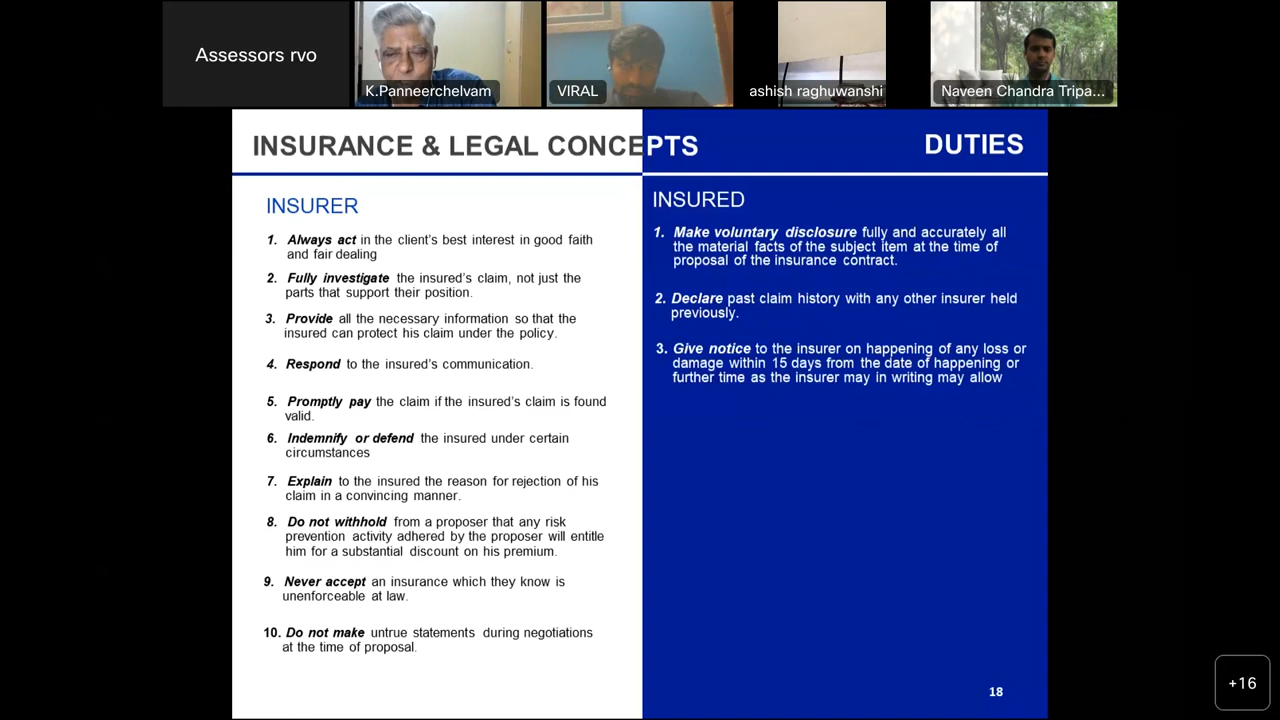 Assessors rvo
K.Panneerchelvam
VIRAL
ashish raghuwanshi
Naveen Chandra Tripa...
INSURANCE & LEGAL CONCEPTS
DUTIES
INSURER
1. Always act in the client's best interest in good faith
and fair dealing
2. Fully investigate the insured's claim, not just the
parts that support their position.
3. Provide all the necessary information so that the
insured can protect his claim under the policy.
4. Respond to the insured's communication.
5. Promptly pay the claim if the insured's claim is found
valid.
6. Indemnify or defend the insured under certain
circumstances
7. Explain to the insured the reason for rejection of his
claim in a convincing manner.
8. Do not withhold from a proposer that any risk
prevention activity adhered by the proposer will entitle
him for a substantial discount on his premium.
9. Never accept an insurance which they know is
unenforceable at law.
10. Do not make untrue statements during negotiations
at the time of proposal.
INSURED
1. Make voluntary disclosure fully and accurately all
the material facts of the subject item at the time of
proposal of the insurance contract.
2. Declare past claim history with any other insurer held
previously.
3. Give notice to the insurer on happening of any loss or
damage within 15 days from the date of happening or
further time as the insurer may in writing may allow
18
+16